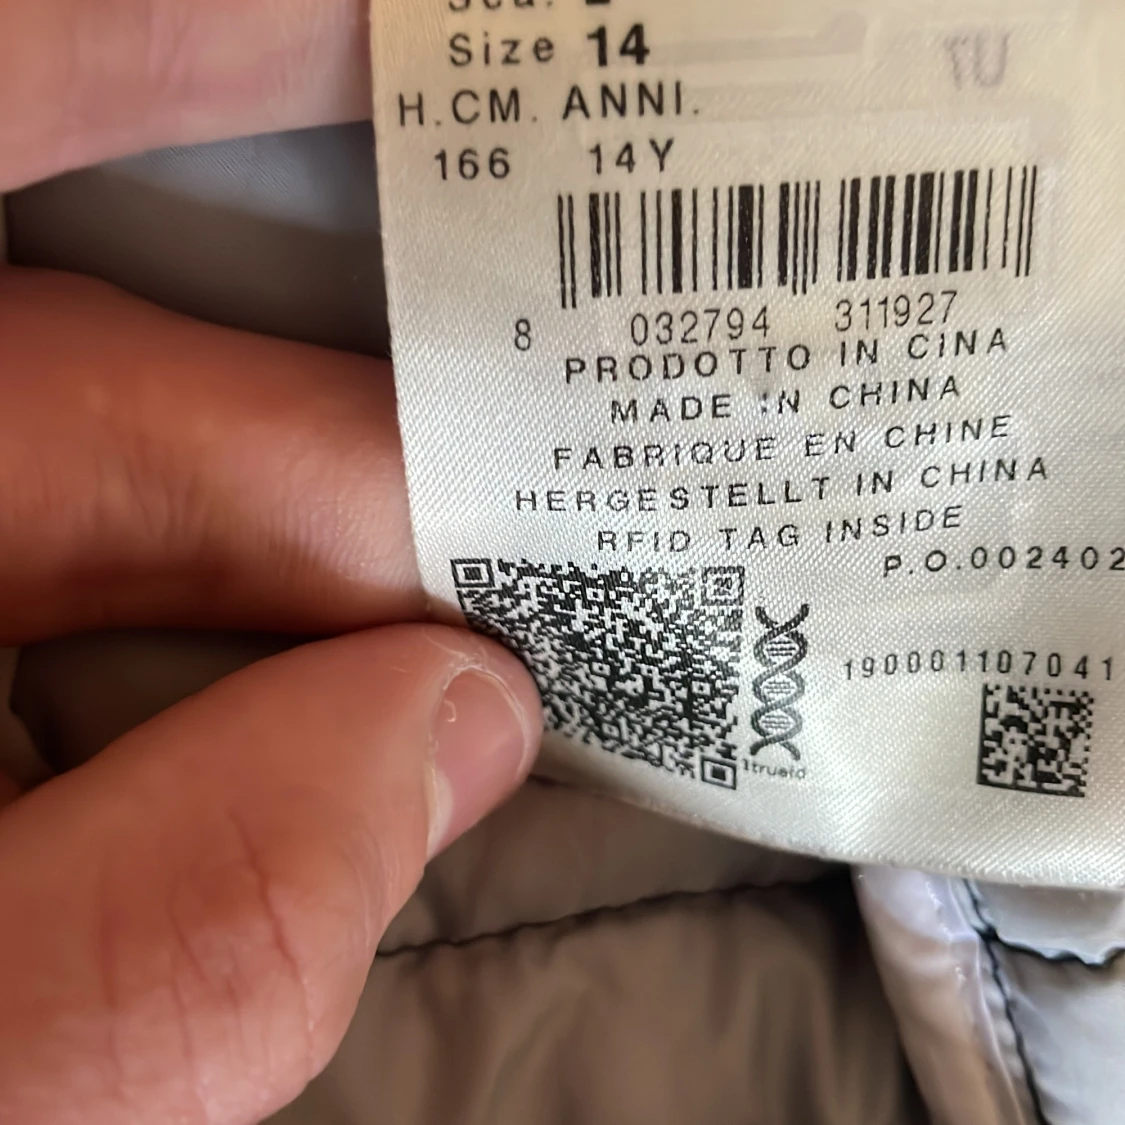 Size 14
H.CM. ANNI.
166 14Y
8 032794 311927
PRODOTTO IN CINA
MADE IN CHINA
FABRIQUE EN CHINE
HERGESTELLT IN CHINA
RFID TAG INSIDE
P.O.002402
190001107041
1trueid